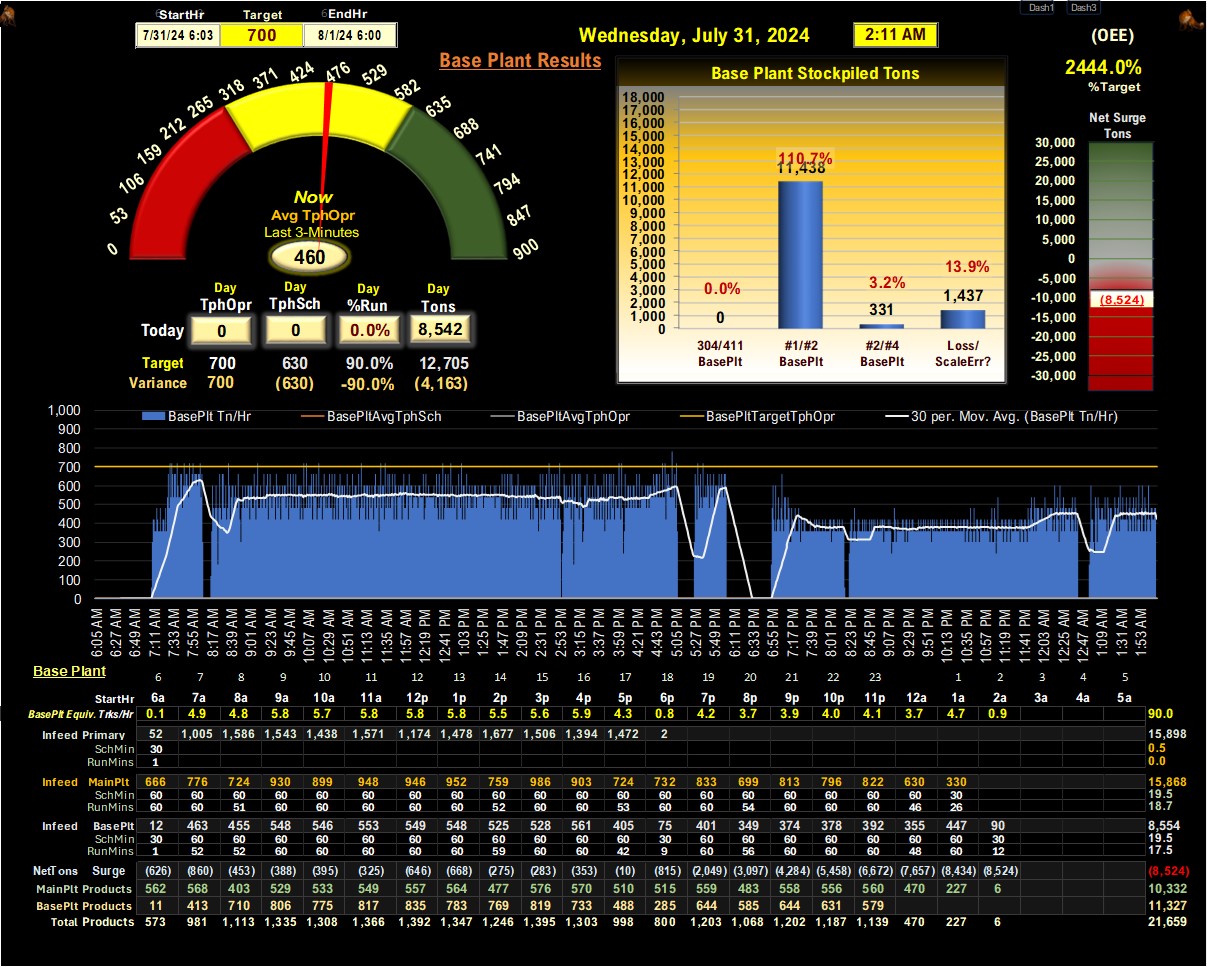 StartHr Target EndHr
7/31/24 6:03 700 8/1/24 6:00
Wednesday, July 31, 2024 2:11 AM
Dash1 Dash3
(OEE)
2444.0%
%Target
Base Plant Results
0 53 106 159 212 265 318 371 424 476 529 582 635 688 741 794 847 900
Now
Avg TphOpr
Last 3-Minutes
460
Day Day Day Day
TphOpr TphSch %Run Tons
Today 0 0 0.0% 8,542
Target 700 630 90.0% 12,705
Variance 700 (630) -90.0% (4,163)
Base Plant Stockpiled Tons
18,000
17,000
16,000
15,000
14,000
13,000
12,000
11,000
10,000
9,000
8,000
7,000
6,000
5,000
4,000
3,000
2,000
1,000
0
0.0% 110.7% 3.2% 13.9%
0 11,438 331 1,437
304/411 #1/#2 #2/#4 Loss/
BasePlt BasePlt BasePlt ScaleErr?
Net Surge
Tons
30,000
25,000
20,000
15,000
10,000
5,000
0
-5,000
-10,000
-15,000
-20,000
-25,000
-30,000
(8,524)
BasePlt Tn/Hr BasePltAvgTphSch BasePltAvgTphOpr BasePltTargetTphOpr 30 per. Mov. Avg. (BasePlt Tn/Hr)
1,000
900
800
700
600
500
400
300
200
100
0
6:05 AM 6:27 AM 6:49 AM 7:11 AM 7:33 AM 7:55 AM 8:17 AM 8:39 AM 9:01 AM 9:23 AM 9:45 AM 10:07 AM 10:29 AM 10:51 AM 11:13 AM 11:35 AM 11:57 AM 12:19 PM 12:41 PM 1:03 PM 1:25 PM 1:47 PM 2:09 PM 2:31 PM 2:53 PM 3:15 PM 3:37 PM 3:59 PM 4:21 PM 4:43 PM 5:05 PM 5:27 PM 5:49 PM 6:11 PM 6:33 PM 6:55 PM 7:17 PM 7:39 PM 8:01 PM 8:23 PM 8:45 PM 9:07 PM 9:29 PM 9:51 PM 10:13 PM 10:35 PM 10:57 PM 11:19 PM 11:41 PM 12:03 AM 12:25 AM 12:47 AM 1:09 AM 1:31 AM 1:53 AM
Base Plant
6 7 8 9 10 11 12 13 14 15 16 17 18 20 21 22 23 1 2 3 4 5
StartHr 6a 7a 8a 9a 10a 11a 12p 1p 2p 3p 4p 5p 6p 7p 8p 9p 10p 11p 12a 1a 2a 3a 4a 5a
BasePlt Equiv. Trks/Hr 0.1 4.9 4.8 5.8 5.7 5.8 5.8 5.8 5.5 5.6 5.9 4.3 0.8 4.2 3.7 3.9 4.0 4.1 3.7 4.7 0.9 90.0
Infeed Primary 52 1,005 1,586 1,543 1,438 1,571 1,174 1,478 1,677 1,506 1,394 1,472 2 15,898
SchMin 30 0.5
RunMins 1 0.0
Infeed MainPlt 666 776 724 930 899 948 946 952 759 986 903 724 732 833 699 813 796 822 630 330 15,868
SchMin 60 60 60 60 60 60 60 60 60 60 60 60 60 60 60 60 60 60 60 30 19.5
RunMins 60 60 51 60 60 60 60 60 52 60 60 53 60 60 54 60 60 60 46 26 18.7
Infeed BasePlt 12 463 455 548 546 553 549 548 525 528 561 405 75 401 349 374 378 392 355 447 90 8,554
SchMin 30 60 60 60 60 60 60 60 60 60 60 60 30 60 60 60 60 60 60 60 30 19.5
RunMins 1 52 52 60 60 60 60 60 59 60 60 42 9 60 56 60 60 60 48 60 12 17.5
NetTons Surge (626) (860) (453) (388) (395) (325) (646) (668) (275) (283) (353) (10) (815) (2,049) (3,097) (4,284) (5,458) (6,672) (7,657) (8,434) (8,524) (8,524)
MainPlt Products 562 568 403 529 533 549 557 564 477 576 570 510 515 559 483 558 556 560 470 227 6 10,332
BasePlt Products 11 413 710 806 775 817 835 783 769 819 733 488 285 644 585 644 631 579 11,327
Total Products 573 981 1,113 1,335 1,308 1,366 1,392 1,347 1,246 1,395 1,303 998 800 1,203 1,068 1,202 1,187 1,139 470 227 6 21,659